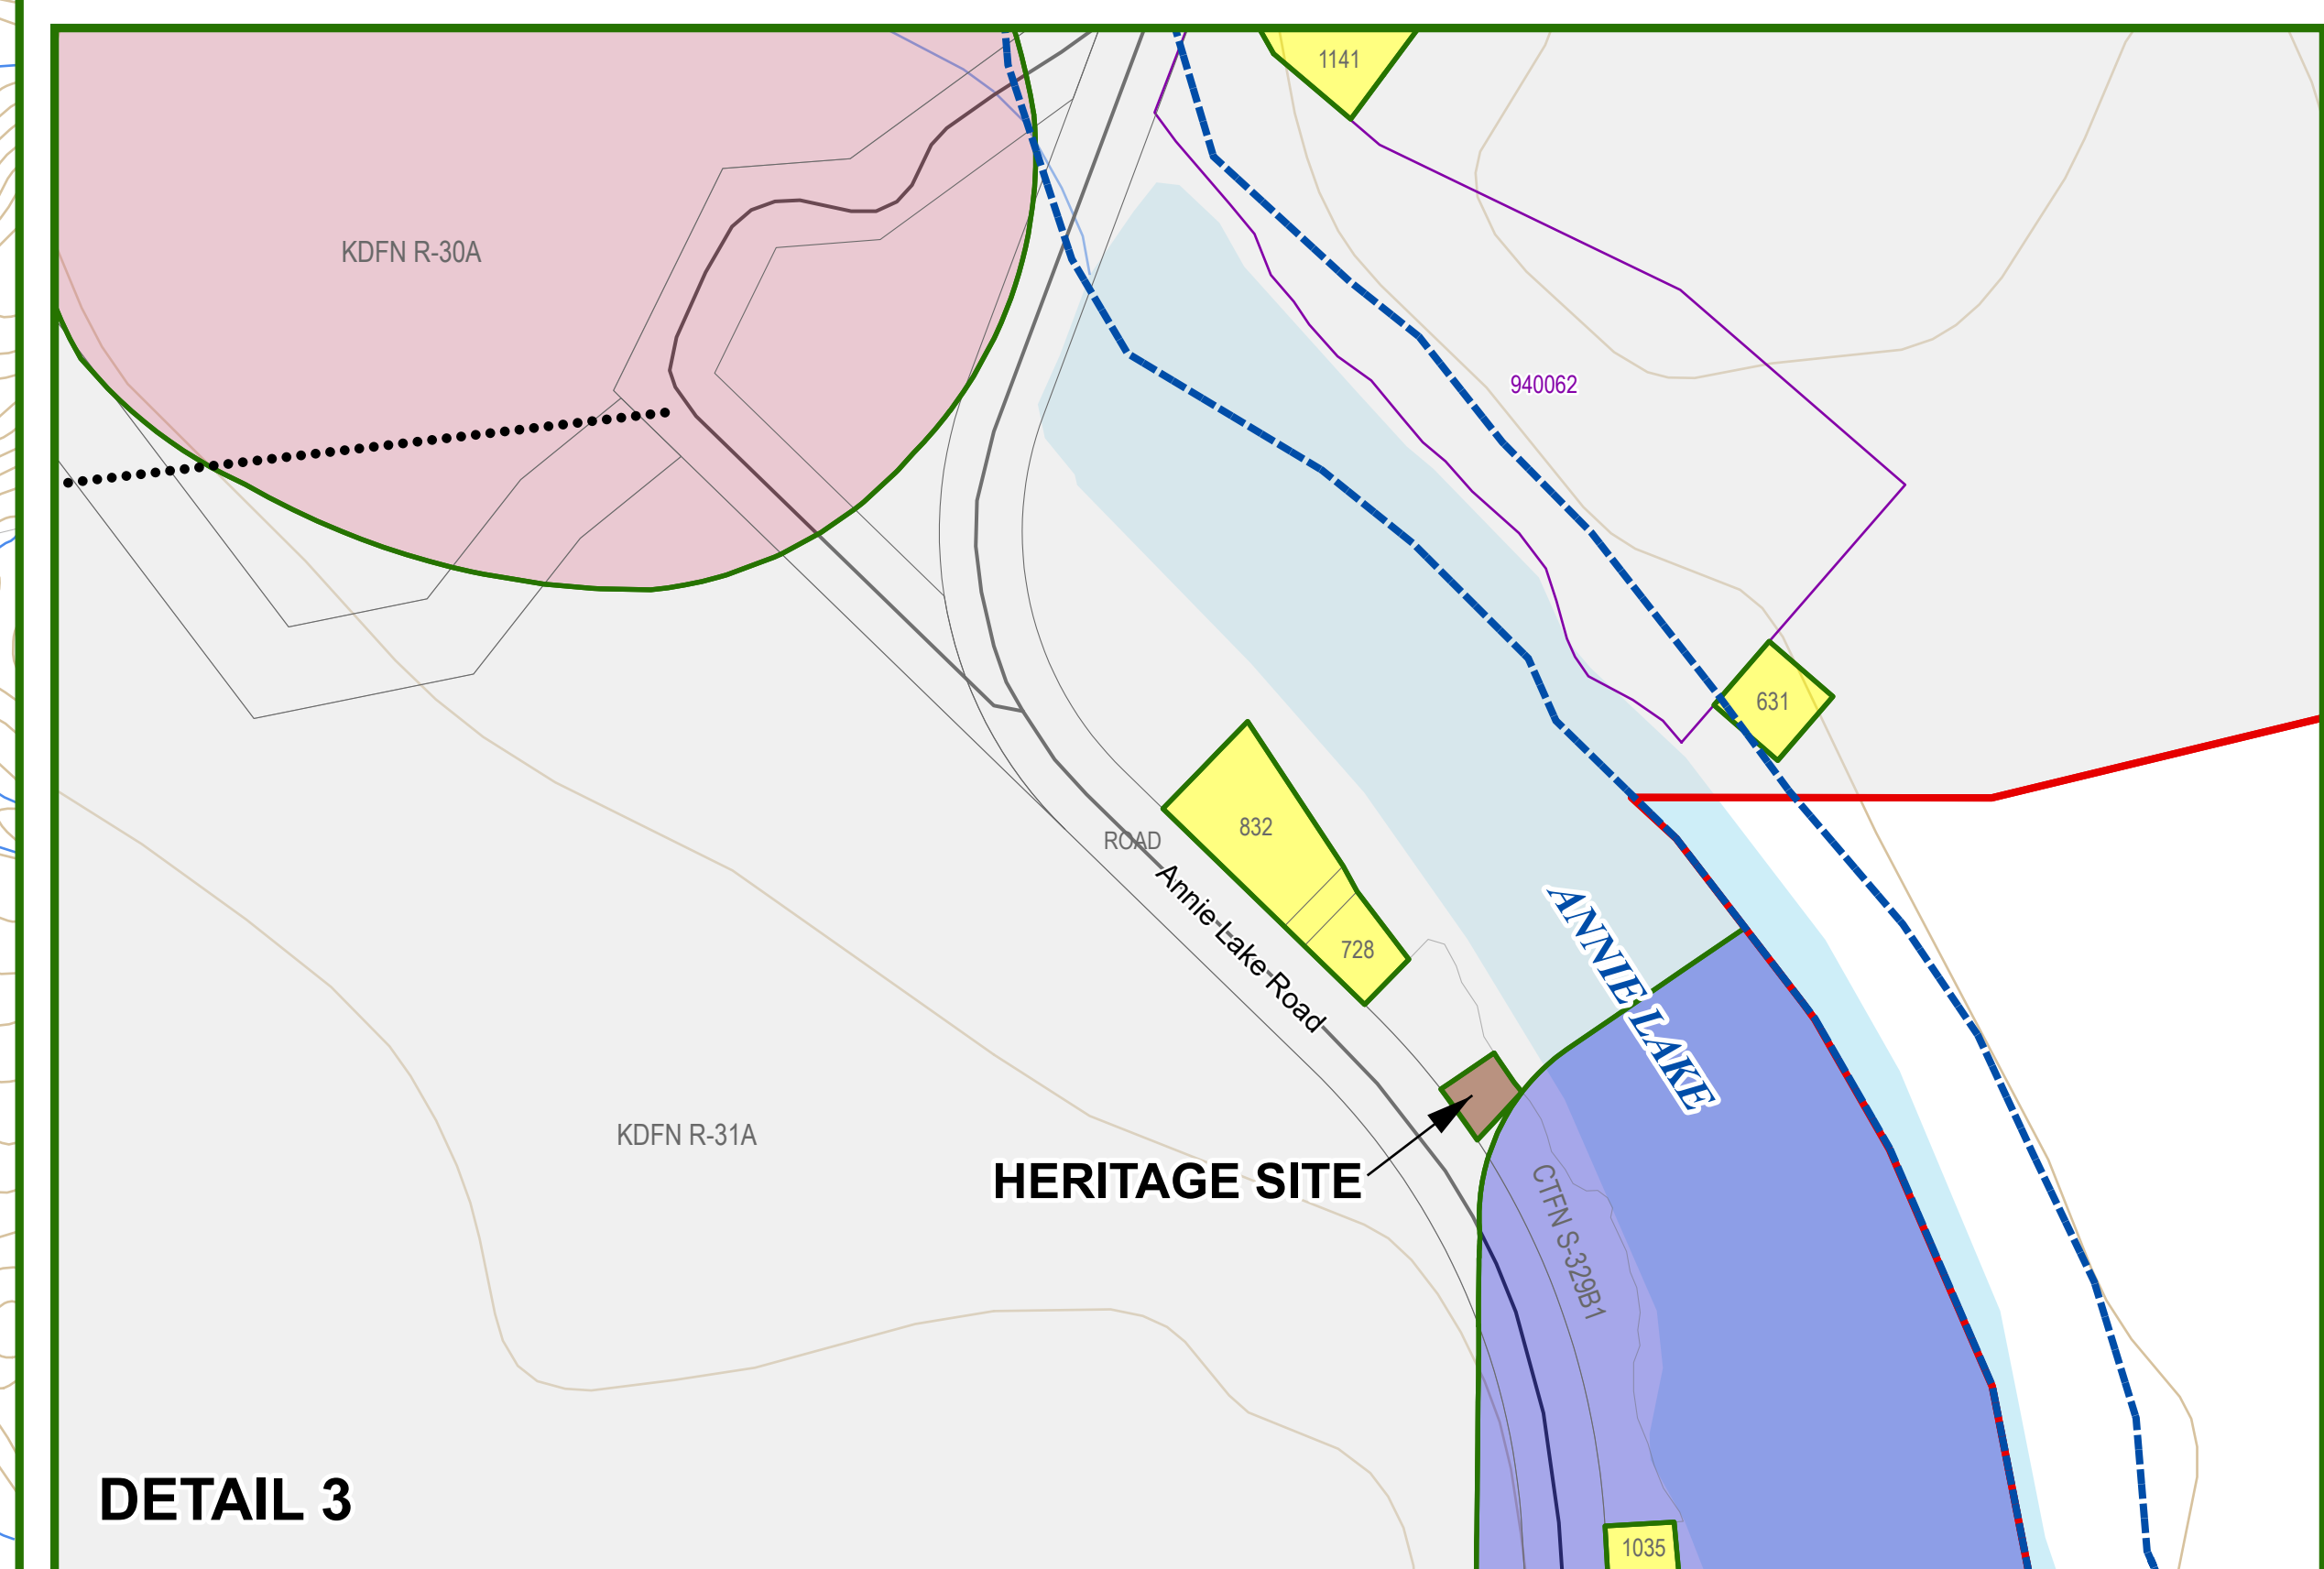 1141
KDFN R-30A
940062
631
832
ROAD
Annie Lake Road
728
ANNIE LAKE
KDFN R-31A
HERITAGE SITE
CTFN S-329B1
DETAIL 3
1035